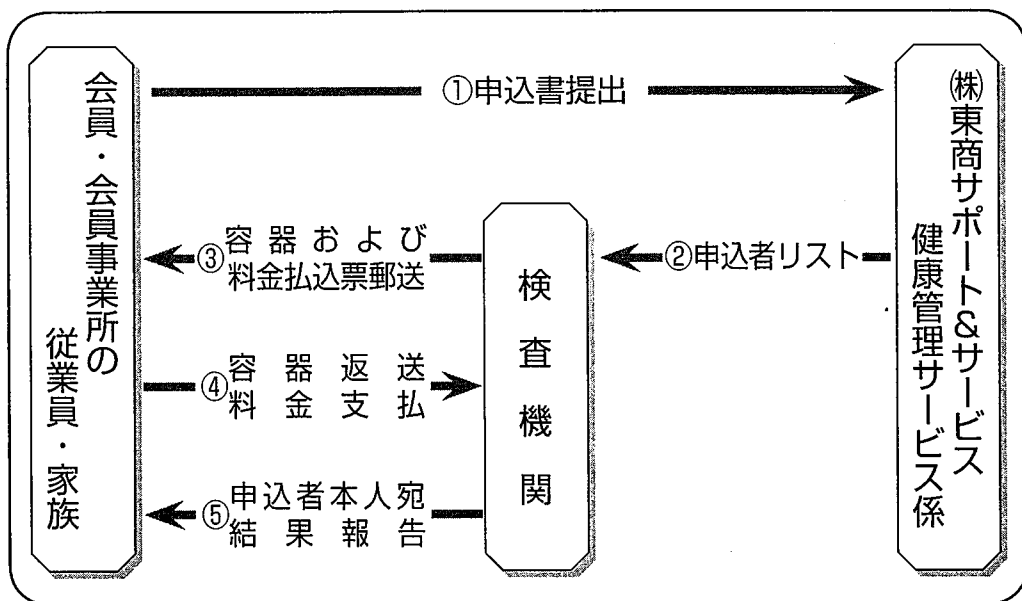 会員・会員事業所の
従業員・家族
①申込書提出
㈱東商サポート&サービス
健康管理サービス係
②申込者リスト
検査機関
③容器および
料金払込票郵送
④容器返送
料金支払
⑤申込者本人宛
結果報告